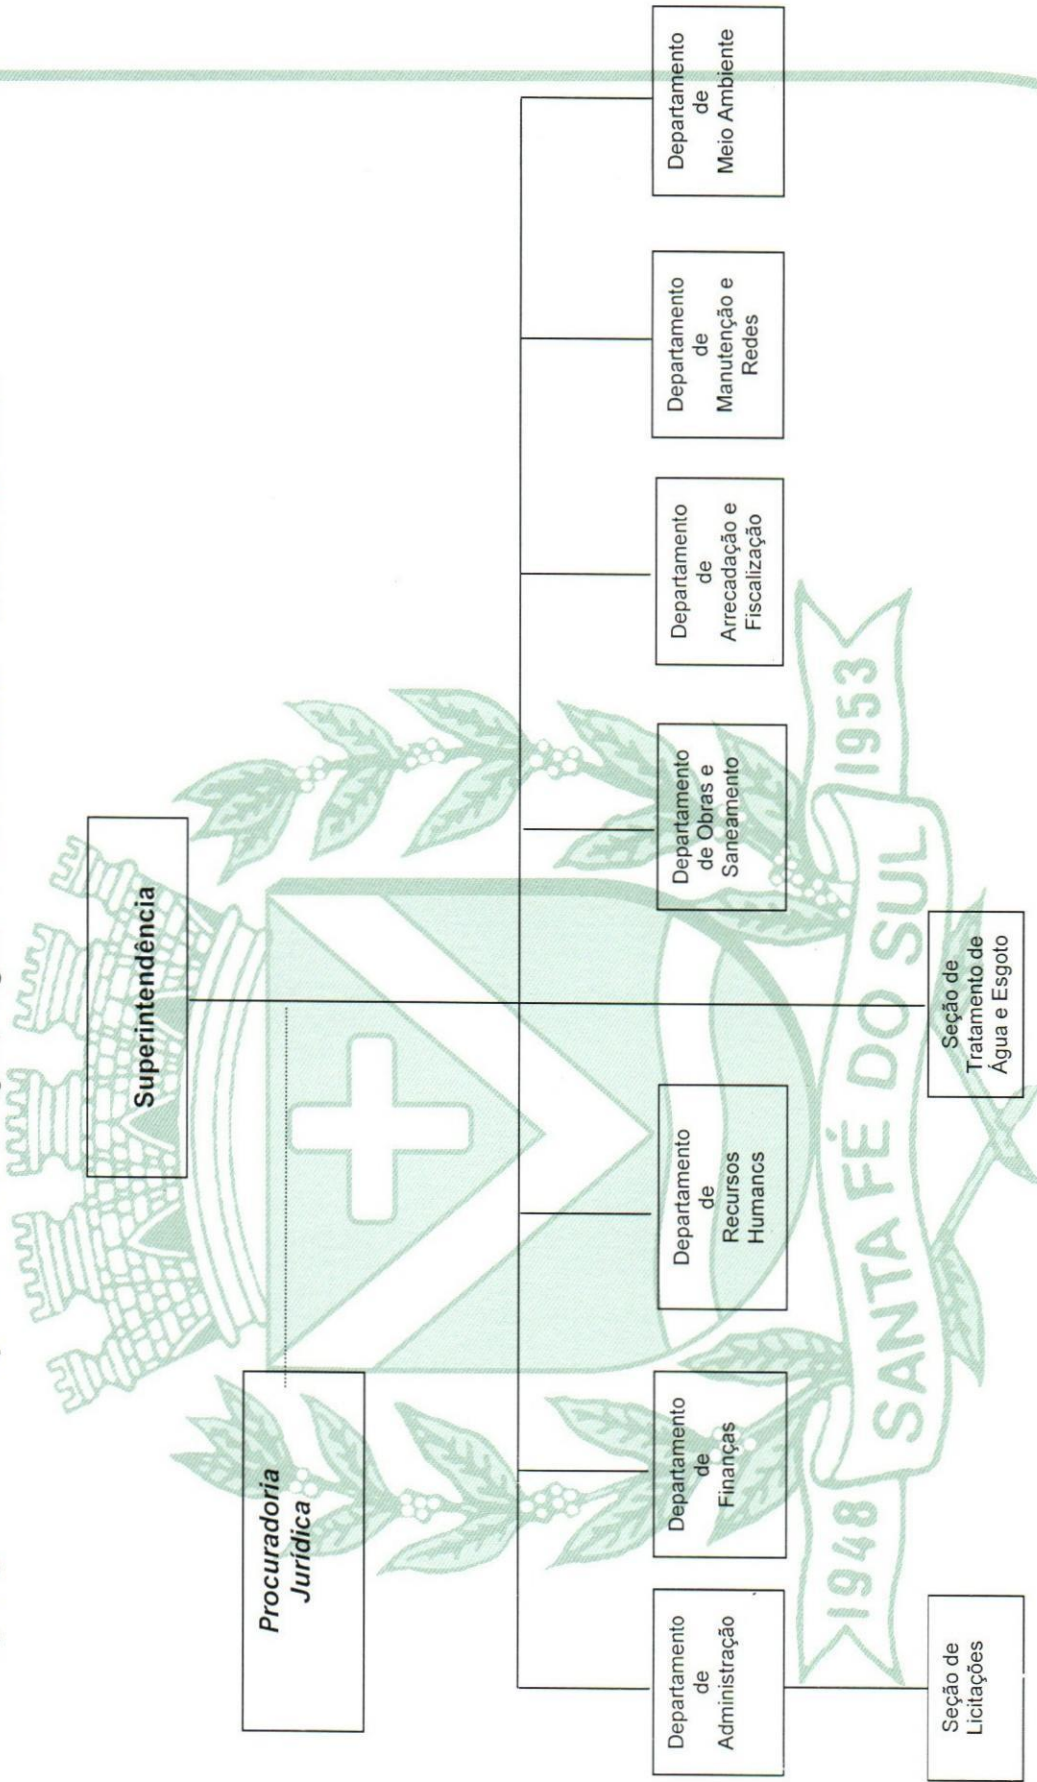 Superintendência
Procuradoria
Jurídica
Departamento
de
Administração
Departamento
de
Finanças
Departamento
de
Recursos
Humancs
Departamento
de Obras e
Saneamento
Departamento
de
Arrecadação e
Fiscalização
Departamento
de
Manutenção e
Redes
Departamento
de
Meio Ambiente
Seção de
Licitações
Seção de
Tratamento de
Água e Esgoto
1948 SANTA FÉ DO SUL 1953